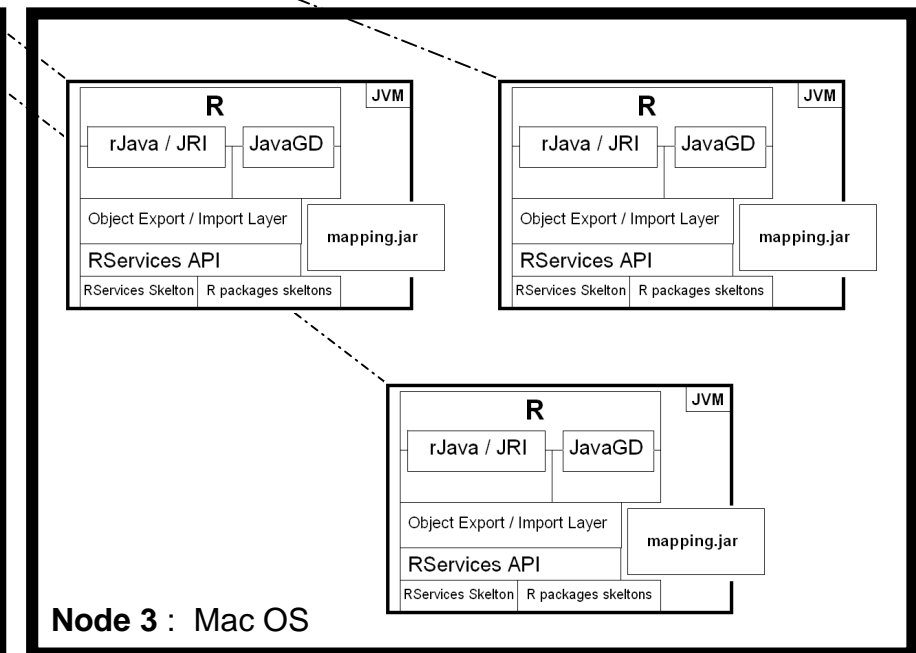 R
JVM
rJava / JRI
JavaGD
Object Export / Import Layer
mapping.jar
RServices API
RServices Skelton
R packages skeltons
R
JVM
rJava / JRI
JavaGD
Object Export / Import Layer
mapping.jar
RServices API
RServices Skelton
R packages skeltons
R
JVM
rJava / JRI
JavaGD
Object Export / Import Layer
mapping.jar
RServices API
RServices Skelton
R packages skeltons
Node 3 : Mac OS